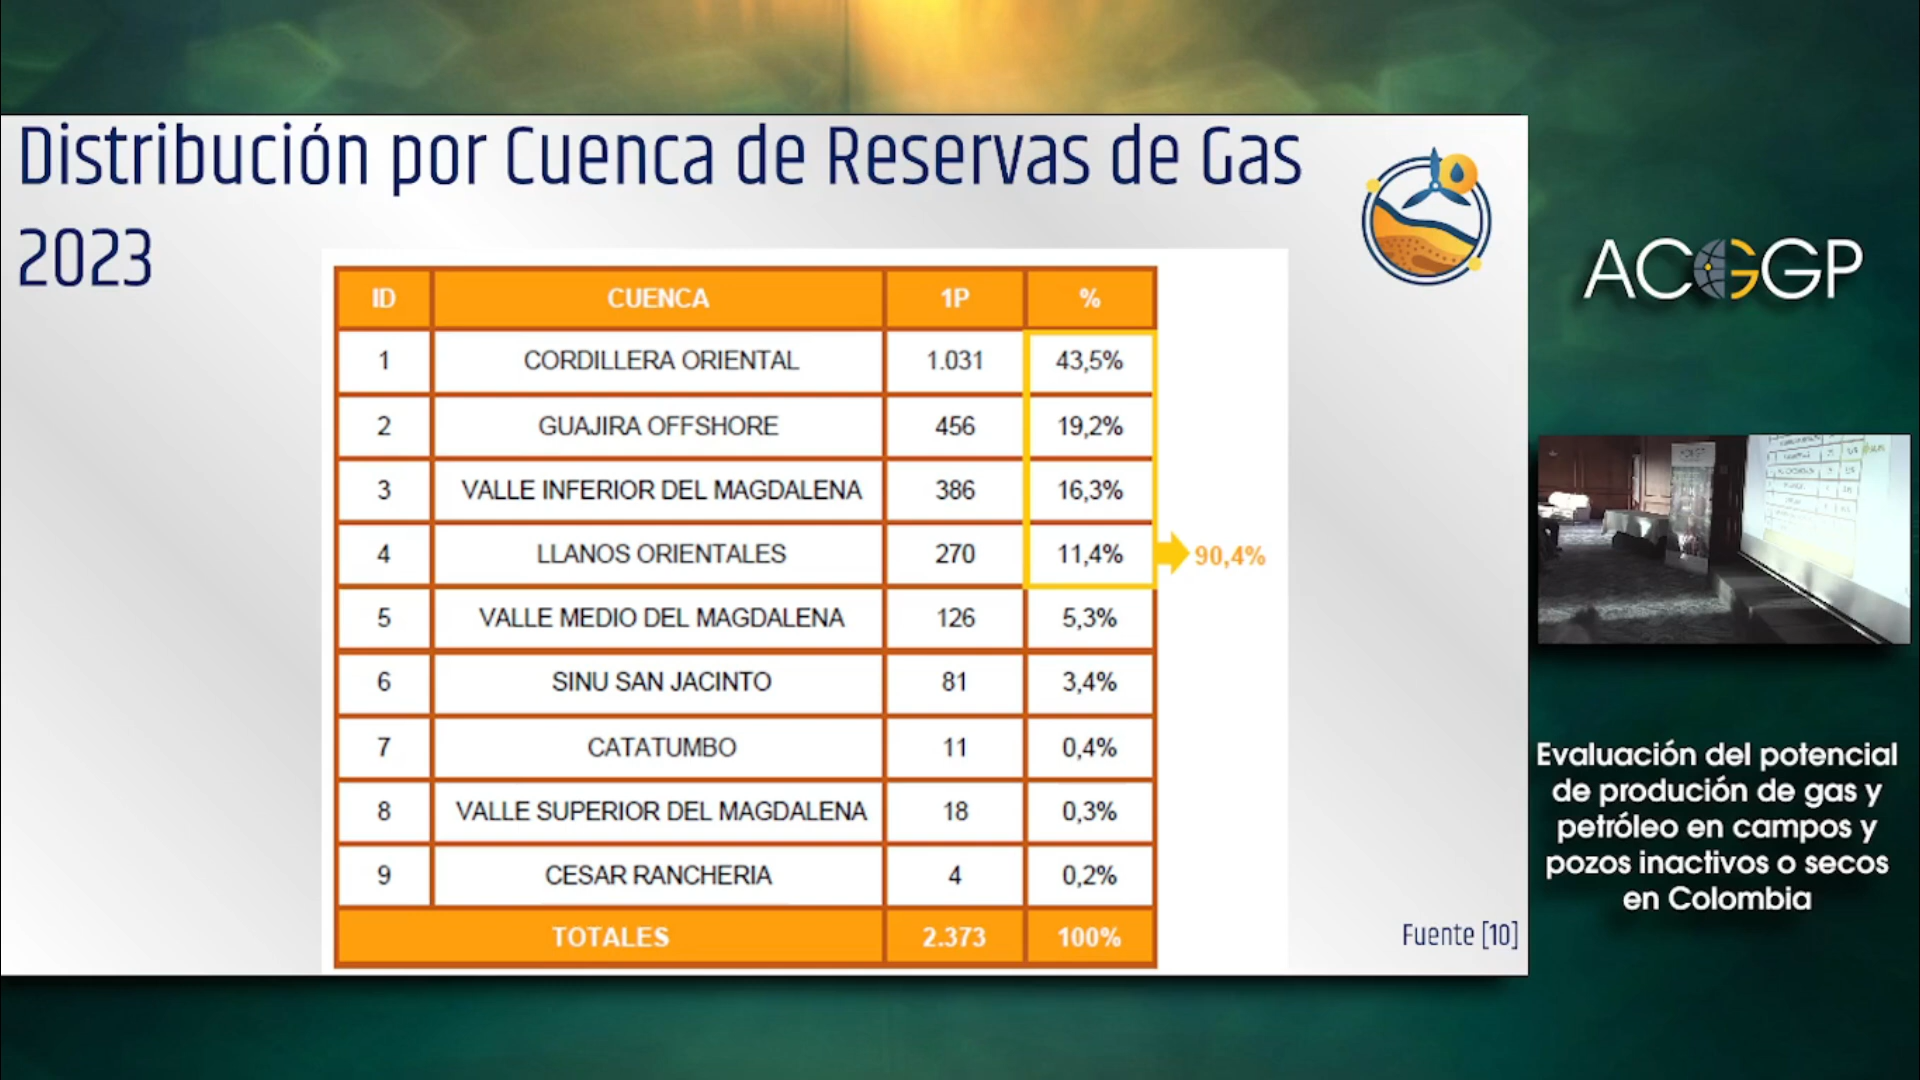 Distribución por Cuenca de Reservas de Gas
2023
ID CUENCA 1P %
1 CORDILLERA ORIENTAL 1.031 43,5%
2 GUAJIRA OFFSHORE 456 19,2%
3 VALLE INFERIOR DEL MAGDALENA 386 16,3%
4 LLANOS ORIENTALES 270 11,4% 90,4%
5 VALLE MEDIO DEL MAGDALENA 126 5,3%
6 SINU SAN JACINTO 81 3,4%
7 CATATUMBO 11 0,4%
8 VALLE SUPERIOR DEL MAGDALENA 18 0,3%
9 CESAR RANCHERIA 4 0,2%
TOTALES 2.373 100%
Fuente [10]
ACGGP
Evaluación del potencial
de produción de gas y
petróleo en campos y
pozos inactivos o secos
en Colombia